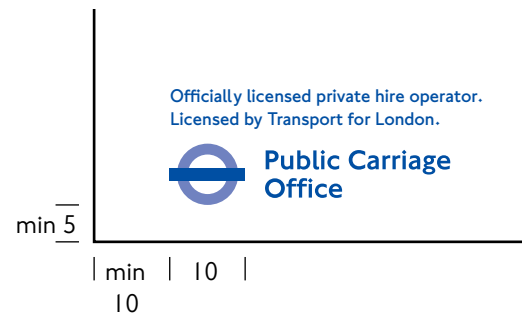 Officially licensed private hire operator.
Licensed by Transport for London.
Public Carriage
Office
min 5
min 10
10